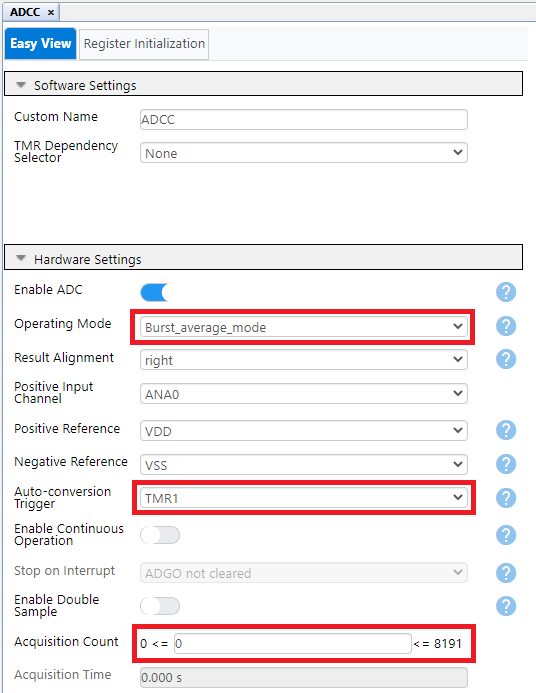 ADCC ×
Easy View
Register Initialization
Software Settings
Custom Name
ADCC
TMR Dependency
Selector
None
Hardware Settings
Enable ADC
?
Operating Mode
Burst_average_mode
?
Result Alignment
right
?
Positive Input
Channel
ANA0
Positive Reference
VDD
?
Negative Reference
VSS
?
Auto-conversion
Trigger
TMR1
?
Enable Continuous
Operation
?
Stop on Interrupt
ADGO not cleared
?
Enable Double
Sample
?
Acquisition Count
0 <= 0 <= 8191
Acquisition Time
0.000 s